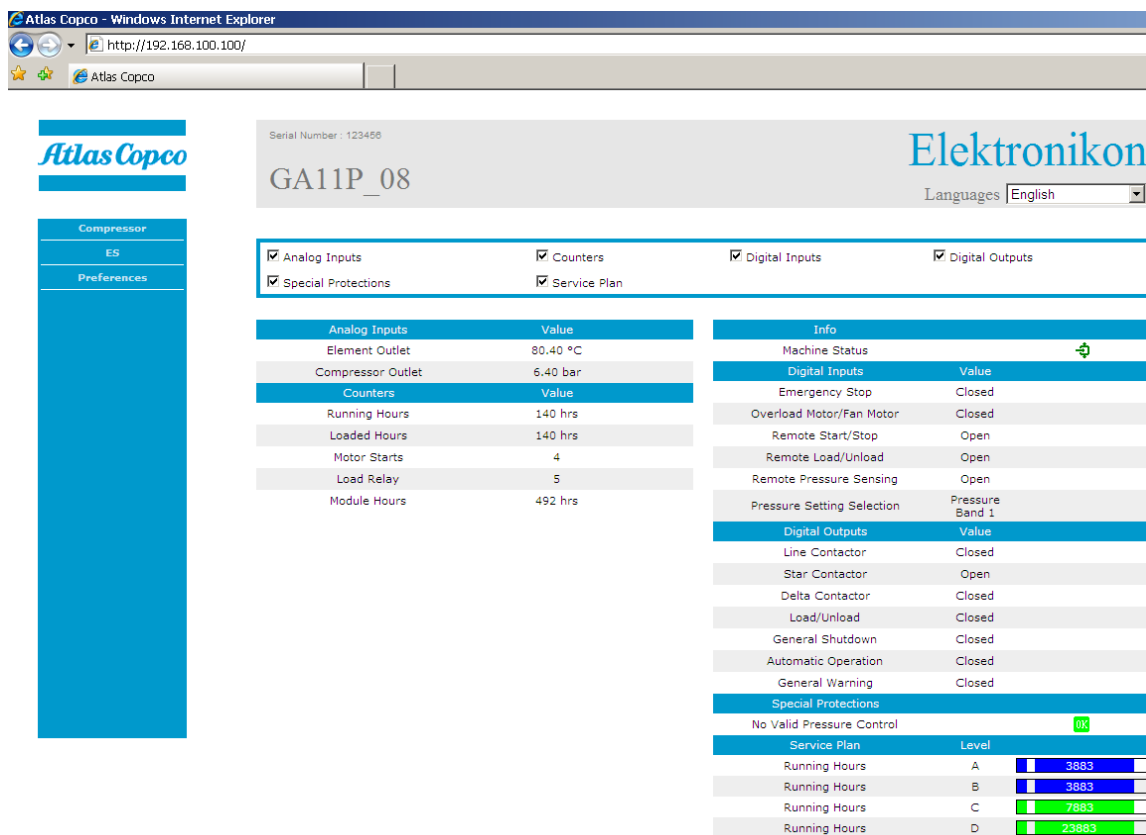 Atlas Copco - Windows Internet Explorer
http://192.168.100.100/
Atlas Copco
Atlas Copco
Serial Number : 123456
GA11P_08
Elektronikon
Languages English
Compressor
ES
Preferences
Analog Inputs Counters Digital Inputs Digital Outputs
Special Protections Service Plan
Analog Inputs Value
Element Outlet 80.40 °C
Compressor Outlet 6.40 bar
Counters Value
Running Hours 140 hrs
Loaded Hours 140 hrs
Motor Starts 4
Load Relay 5
Module Hours 492 hrs
Info
Machine Status
Digital Inputs Value
Emergency Stop Closed
Overload Motor/Fan Motor Closed
Remote Start/Stop Open
Remote Load/Unload Open
Remote Pressure Sensing Open
Pressure Setting Selection Pressure
Band 1
Digital Outputs Value
Line Contactor Closed
Star Contactor Open
Delta Contactor Closed
Load/Unload Closed
General Shutdown Closed
Automatic Operation Closed
General Warning Closed
Special Protections
No Valid Pressure Control OK
Service Plan Level
Running Hours A 3883
Running Hours B 3883
Running Hours C 7883
Running Hours D 23883